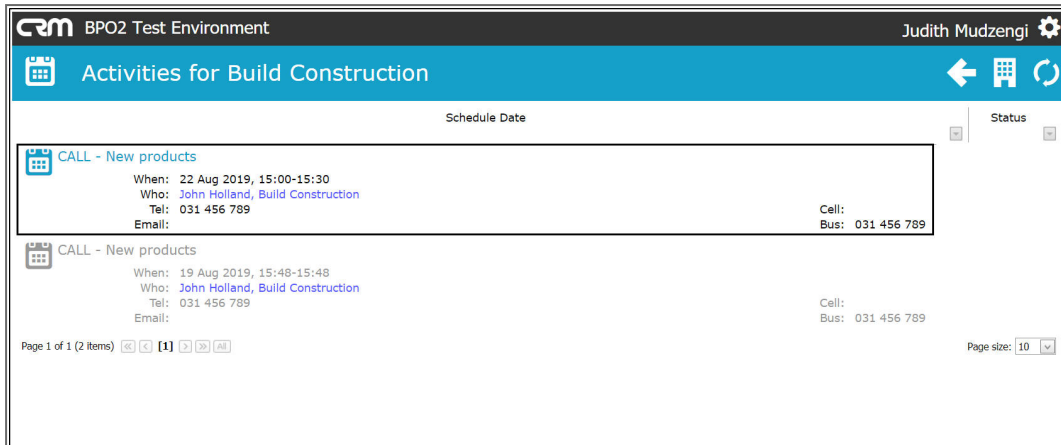 CRM BPO2 Test Environment
Judith Mudzengi
Activities for Build Construction
Schedule Date
Status
CALL - New products
When: 22 Aug 2019, 15:00-15:30
Who: John Holland, Build Construction
Tel: 031 456 789
Cell:
Email:
Bus: 031 456 789
CALL - New products
When: 19 Aug 2019, 15:48-15:48
Who: John Holland, Build Construction
Tel: 031 456 789
Cell:
Email:
Bus: 031 456 789
Page 1 of 1 (2 items) [1] All
Page size: 10